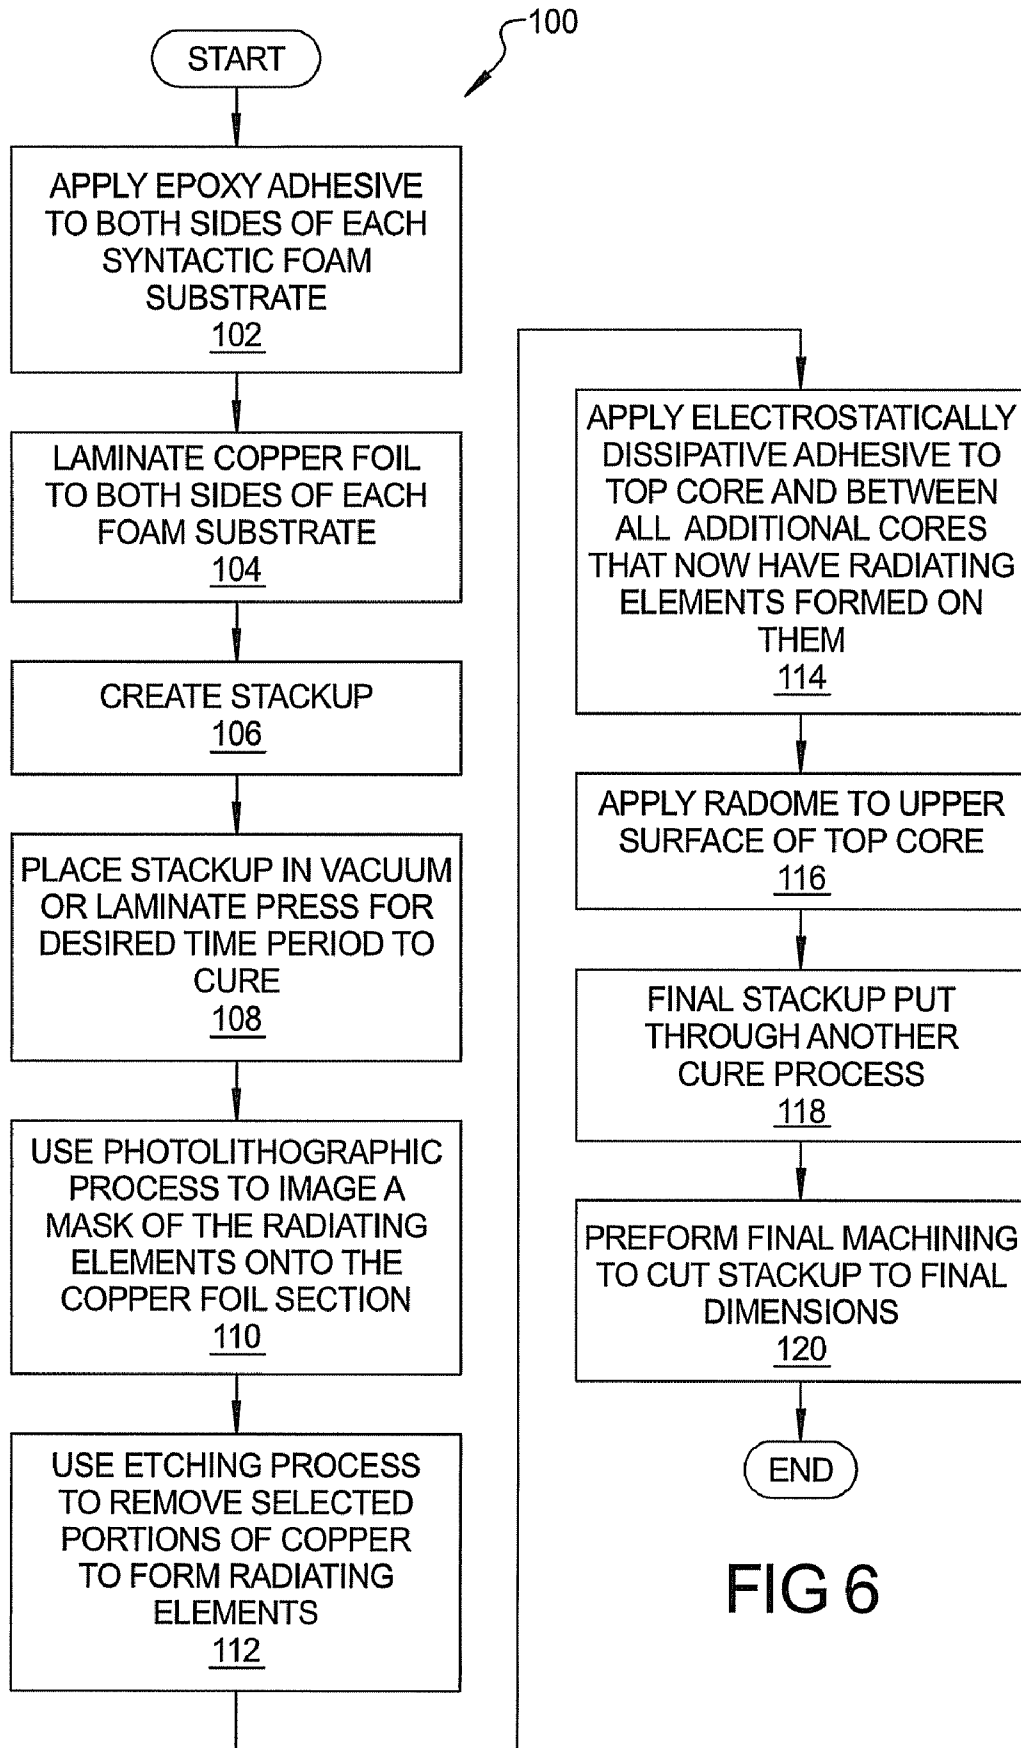 100
START
APPLY EPOXY ADHESIVE
TO BOTH SIDES OF EACH
SYNTACTIC FOAM
SUBSTRATE
102
LAMINATE COPPER FOIL
TO BOTH SIDES OF EACH
FOAM SUBSTRATE
104
CREATE STACKUP
106
PLACE STACKUP IN VACUUM
OR LAMINATE PRESS FOR
DESIRED TIME PERIOD TO
CURE
108
USE PHOTOLITHOGRAPHIC
PROCESS TO IMAGE A
MASK OF THE RADIATING
ELEMENTS ONTO THE
COPPER FOIL SECTION
110
USE ETCHING PROCESS
TO REMOVE SELECTED
PORTIONS OF COPPER
TO FORM RADIATING
ELEMENTS
112
APPLY ELECTROSTATICALLY
DISSIPATIVE ADHESIVE TO
TOP CORE AND BETWEEN
ALL ADDITIONAL CORES
THAT NOW HAVE RADIATING
ELEMENTS FORMED ON
THEM
114
APPLY RADOME TO UPPER
SURFACE OF TOP CORE
116
FINAL STACKUP PUT
THROUGH ANOTHER
CURE PROCESS
118
PREFORM FINAL MACHINING
TO CUT STACKUP TO FINAL
DIMENSIONS
120
END
FIG 6